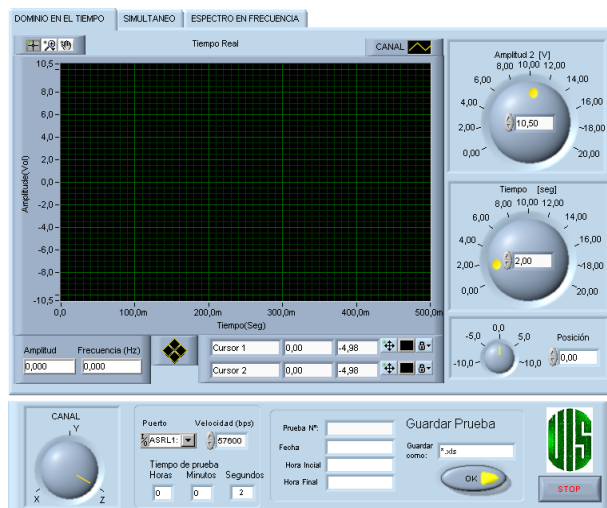 DOMINIO EN EL TIEMPO SIMULTANEO ESPECTRO EN FRECUENCIA
Tiempo Real CANAL
Amplitude(Vol)
10,5
8,0
6,0
4,0
2,0
0,0
-2,0
-4,0
-6,0
-8,0
-10,5
0,0 100,0m 200,0m 300,0m 400,0m 500,0m
Tiempo(Seg)
Amplitud Frecuencia (Hz)
0,000 0,000
Cursor 1 0,00 -4,98
Cursor 2 0,00 -4,98
Amplitud 2 [V]
0,00 2,00 4,00 6,00 8,00 10,00 12,00 14,00 16,00 18,00 20,00
10,50
Tiempo [seg]
0,00 2,00 4,00 6,00 8,00 10,00 12,00 14,00 16,00 18,00 20,00
2,00
-10,0 -5,0 0,0 5,0 10,0
Posición
0,00
CANAL
X Y Z
Puerto Velocidad (bps)
ASRL1: 57600
Tiempo de prueba
Horas Minutos Segundos
0 0 2
Prueba Nº:
Fecha
Hora Incial
Hora Final
Guardar Prueba
Guardar como: *.xls
OK
UIS
STOP